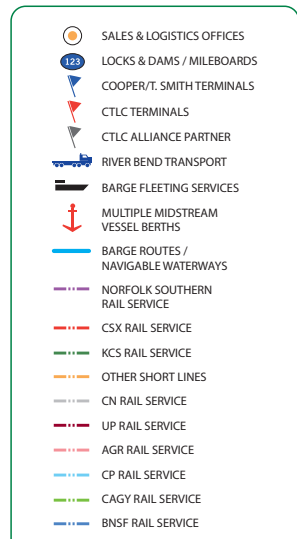 SALES & LOGISTICS OFFICES
123
LOCKS & DAMS / MILEBOARDS
COOPER/T. SMITH TERMINALS
CTLC TERMINALS
CTLC ALLIANCE PARTNER
RIVER BEND TRANSPORT
BARGE FLEETING SERVICES
MULTIPLE MIDSTREAM
VESSEL BERTHS
BARGE ROUTES /
NAVIGABLE WATERWAYS
NORFOLK SOUTHERN
RAIL SERVICE
CSX RAIL SERVICE
KCS RAIL SERVICE
OTHER SHORT LINES
CN RAIL SERVICE
UP RAIL SERVICE
AGR RAIL SERVICE
CP RAIL SERVICE
CAGY RAIL SERVICE
BNSF RAIL SERVICE